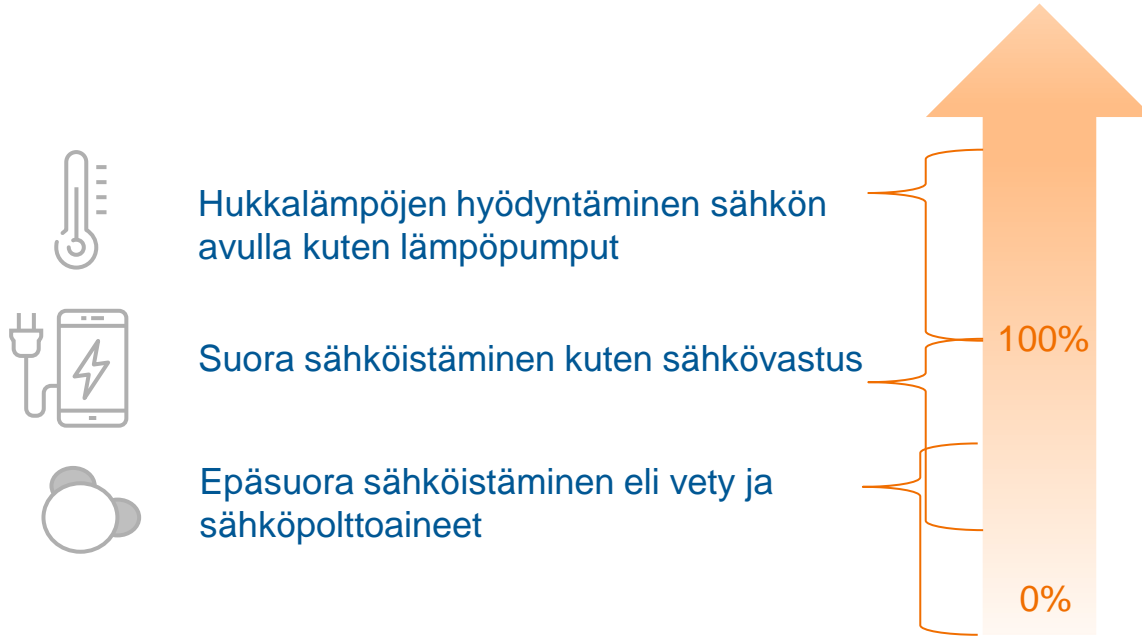 Hukkalämpöjen hyödyntäminen sähkön
avulla kuten lämpöpumput
Suora sähköistäminen kuten sähkövastus
100%
Epäsuora sähköistäminen eli vety ja
sähköpolttoaineet
0%